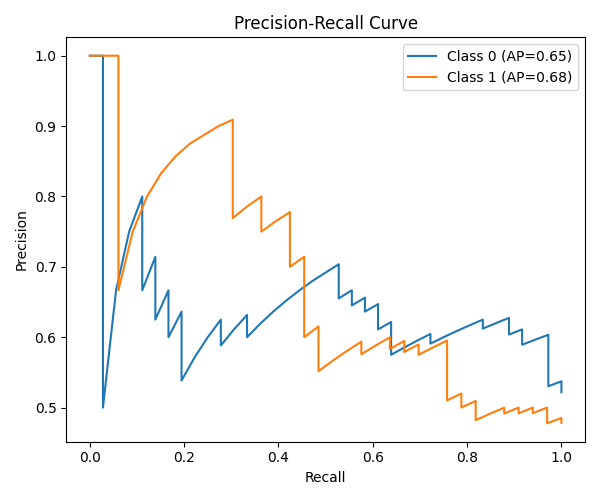 Precision-Recall Curve
Class 0 (AP=0.65)
Class 1 (AP=0.68)
Precision
1.0
0.9
0.8
0.7
0.6
0.5
0.0 0.2 0.4 0.6 0.8 1.0
Recall